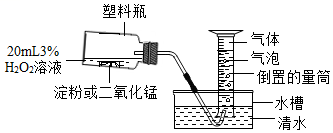 塑料瓶
20mL3%
H₂O₂溶液
淀粉或二氧化锰
气体
气泡
倒置的量筒
水槽
清水